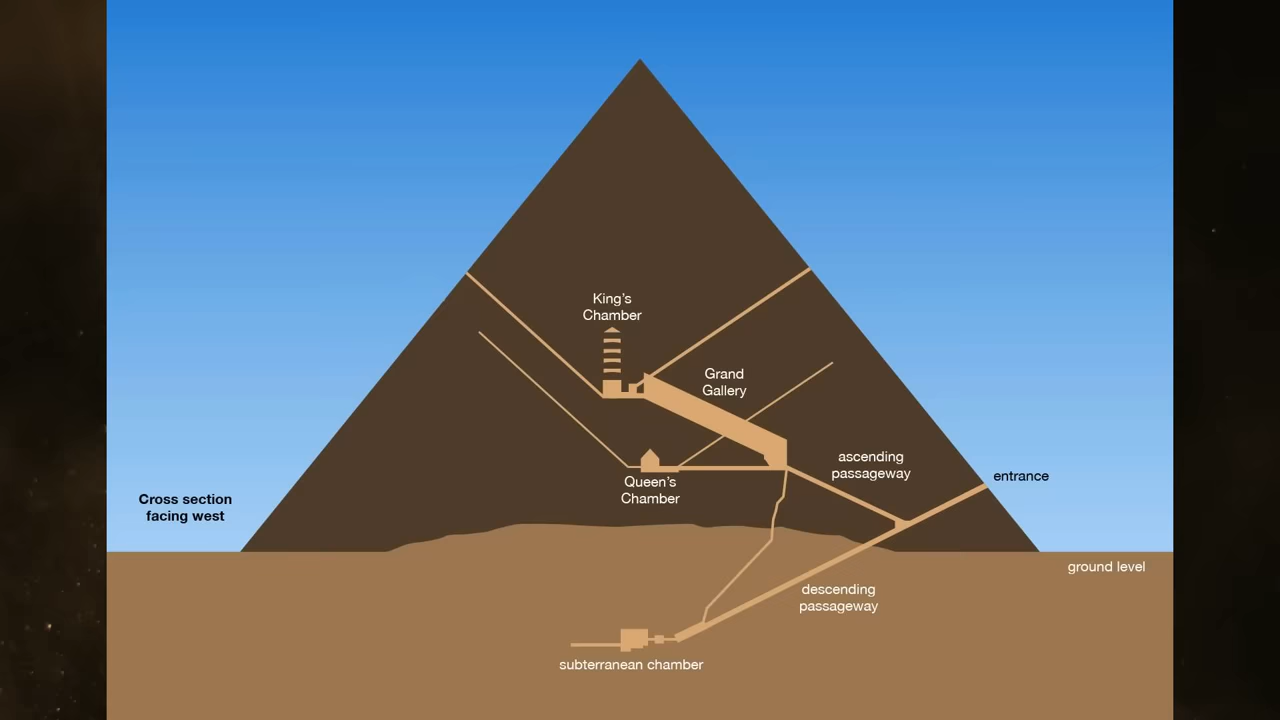 King's
Chamber
Grand
Gallery
ascending
passageway
entrance
Queen's
Chamber
Cross section
facing west
ground level
descending
passageway
subterranean chamber